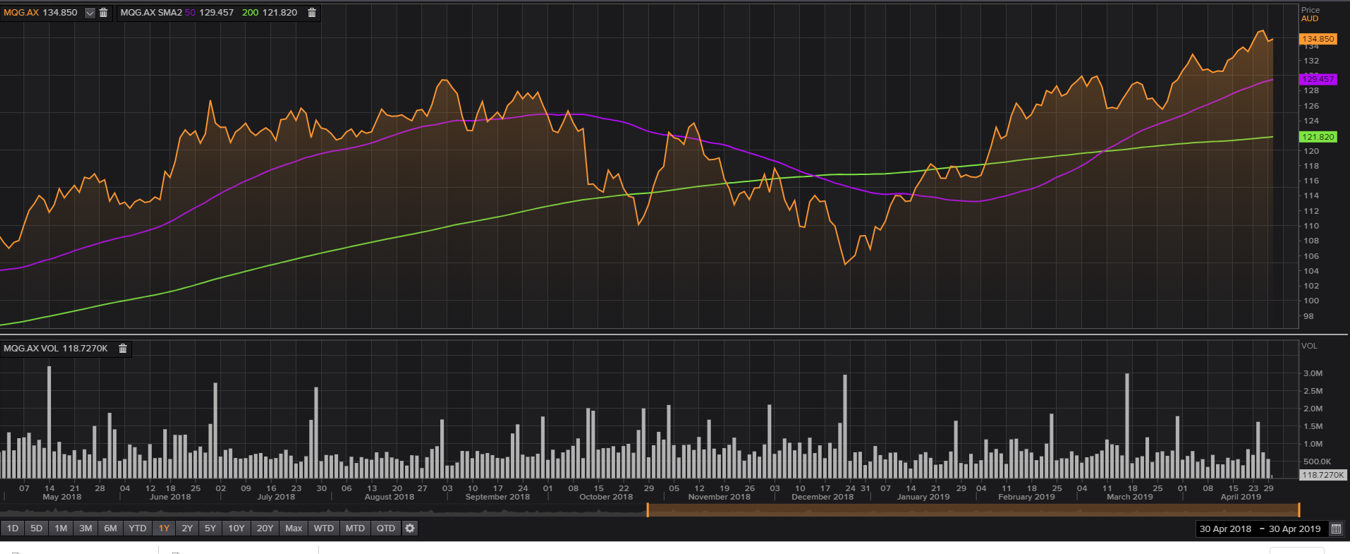 MQG.AX 134.850 MQG.AX SMA2 50 129.457 200 121.820
Price
AUD
134.850
134
132
129.457
128
126
124
121.820
120
118
116
114
112
110
108
106
104
102
100
98
MQG.AX VOL 118.7270K
VOL
3.0M
2.5M
2.0M
1.5M
1.0M
500.0K
118.7270K
07 14 21 28 04 12 18 25 02 09 16 23 30 06 13 20 27 03 10 17 24 01 08 15 22 29 05 12 19 26 03 10 17 24 31 07 14 21 29 04 11 18 25 04 11 18 25 01 08 15 23 29
May 2018 June 2018 July 2018 August 2018 September 2018 October 2018 November 2018 December 2018 January 2019 February 2019 March 2019 April 2019
1D 5D 1M 3M 6M YTD 1Y 2Y 5Y 10Y 20Y Max WTD MTD QTD 30 Apr 2018 – 30 Apr 2019